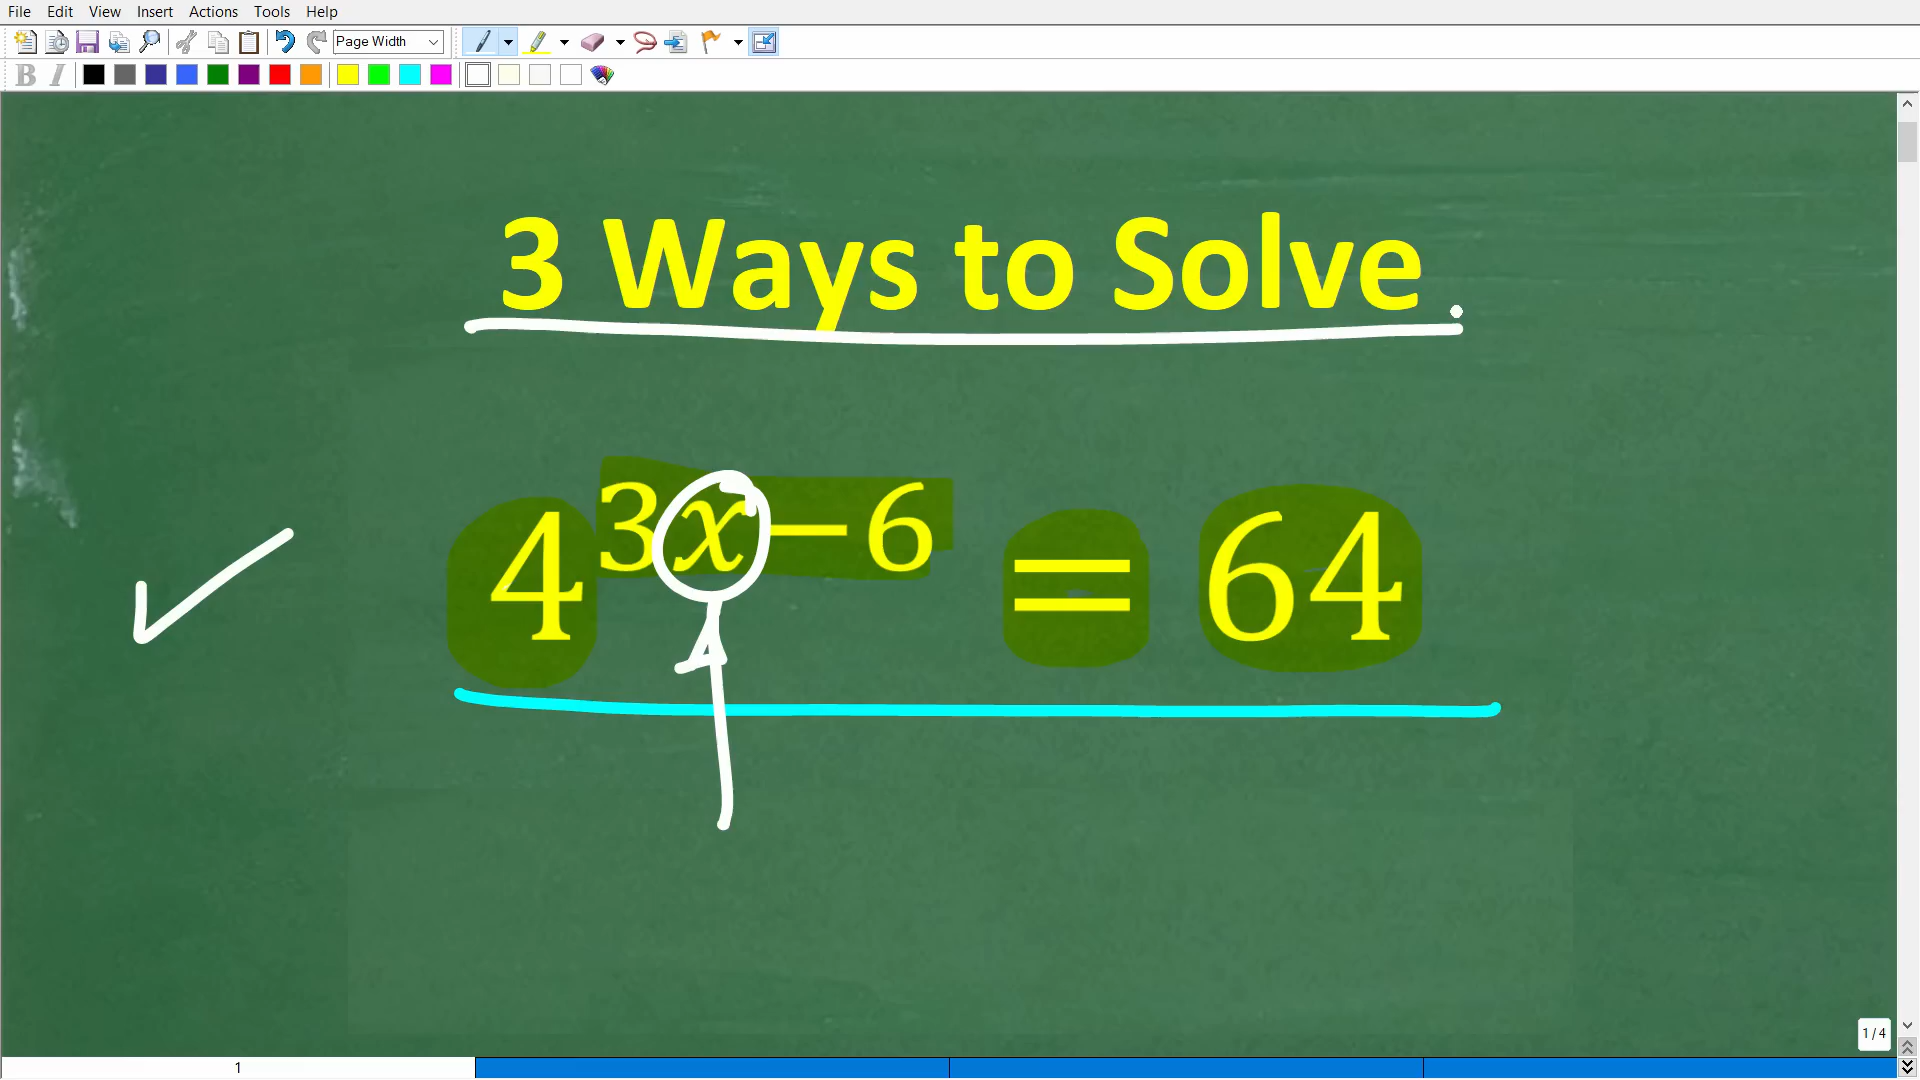 File Edit View Insert Actions Tools Help
Page Width
B I
3 Ways to Solve
4^{3x-6} = 64
1 / 4
1